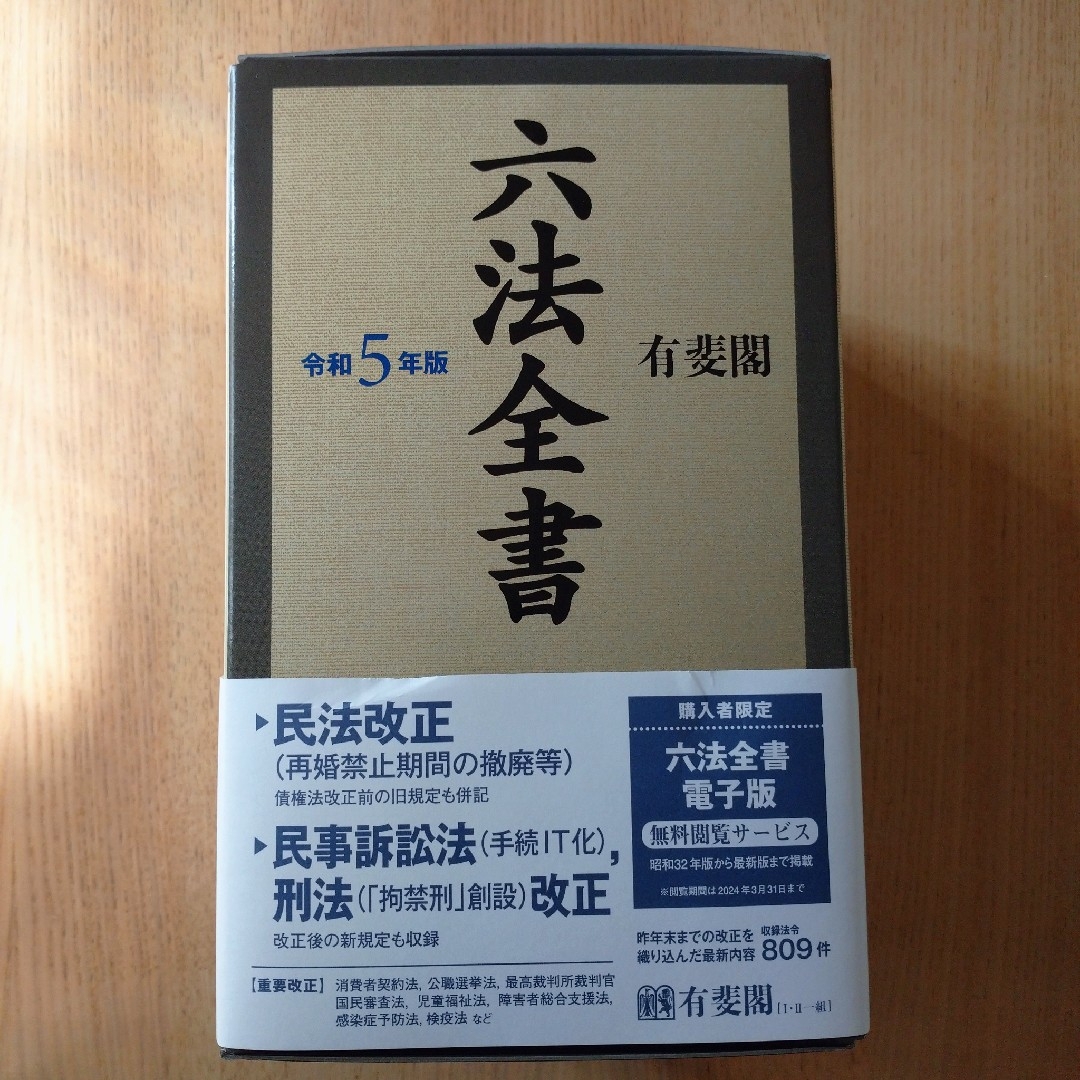 六法全書
令和5年版
有斐閣
▶民法改正
(再婚禁止期間の撤廃等)
債権法改正前の旧規定も併記
▶民事訴訟法(手続IT化),
刑法(「拘禁刑」創設)改正
改正後の新規定も収録
【重要改正】消費者契約法, 公職選挙法, 最高裁判所裁判官
国民審査法, 児童福祉法, 障害者総合支援法,
感染症予防法, 検疫法 など
購入者限定
六法全書
電子版
無料閲覧サービス
昭和32年版から最新版まで掲載
※閲覧期間は2024年3月31日まで
昨年末までの改正を
織り込んだ最新内容
収録法令
809件
有斐閣[I・II一組]